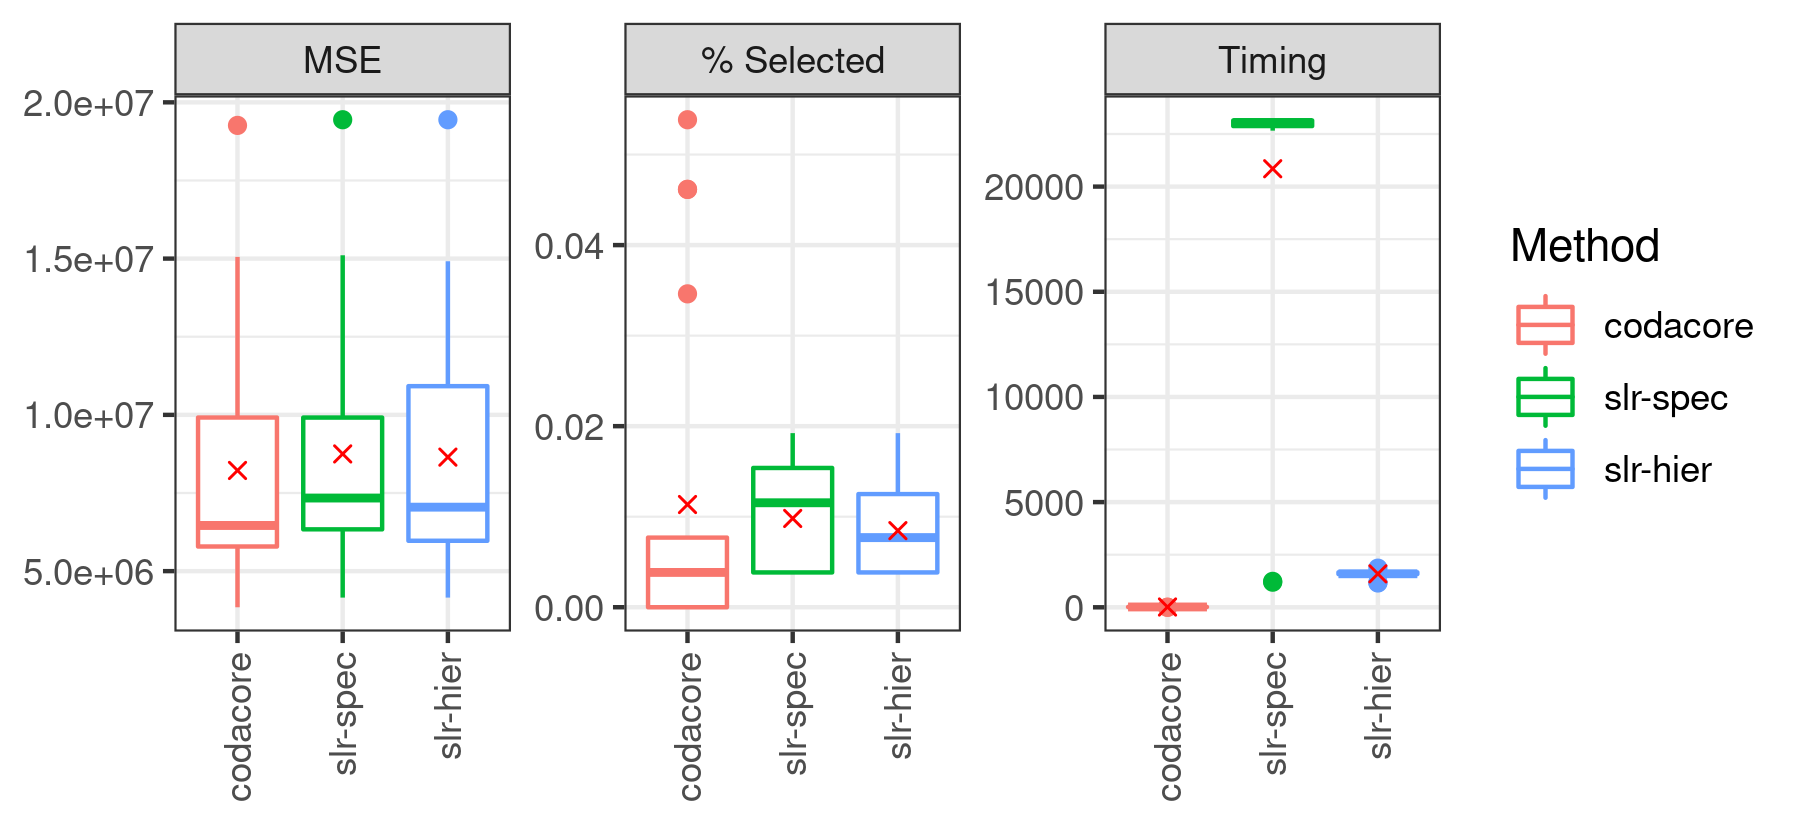 MSE
% Selected
Timing
2.0e+07
1.5e+07
1.0e+07
5.0e+06
codacore
slr-spec
slr-hier
0.04
0.02
0.00
codacore
slr-spec
slr-hier
20000
15000
10000
5000
0
codacore
slr-spec
slr-hier
Method
codacore
slr-spec
slr-hier